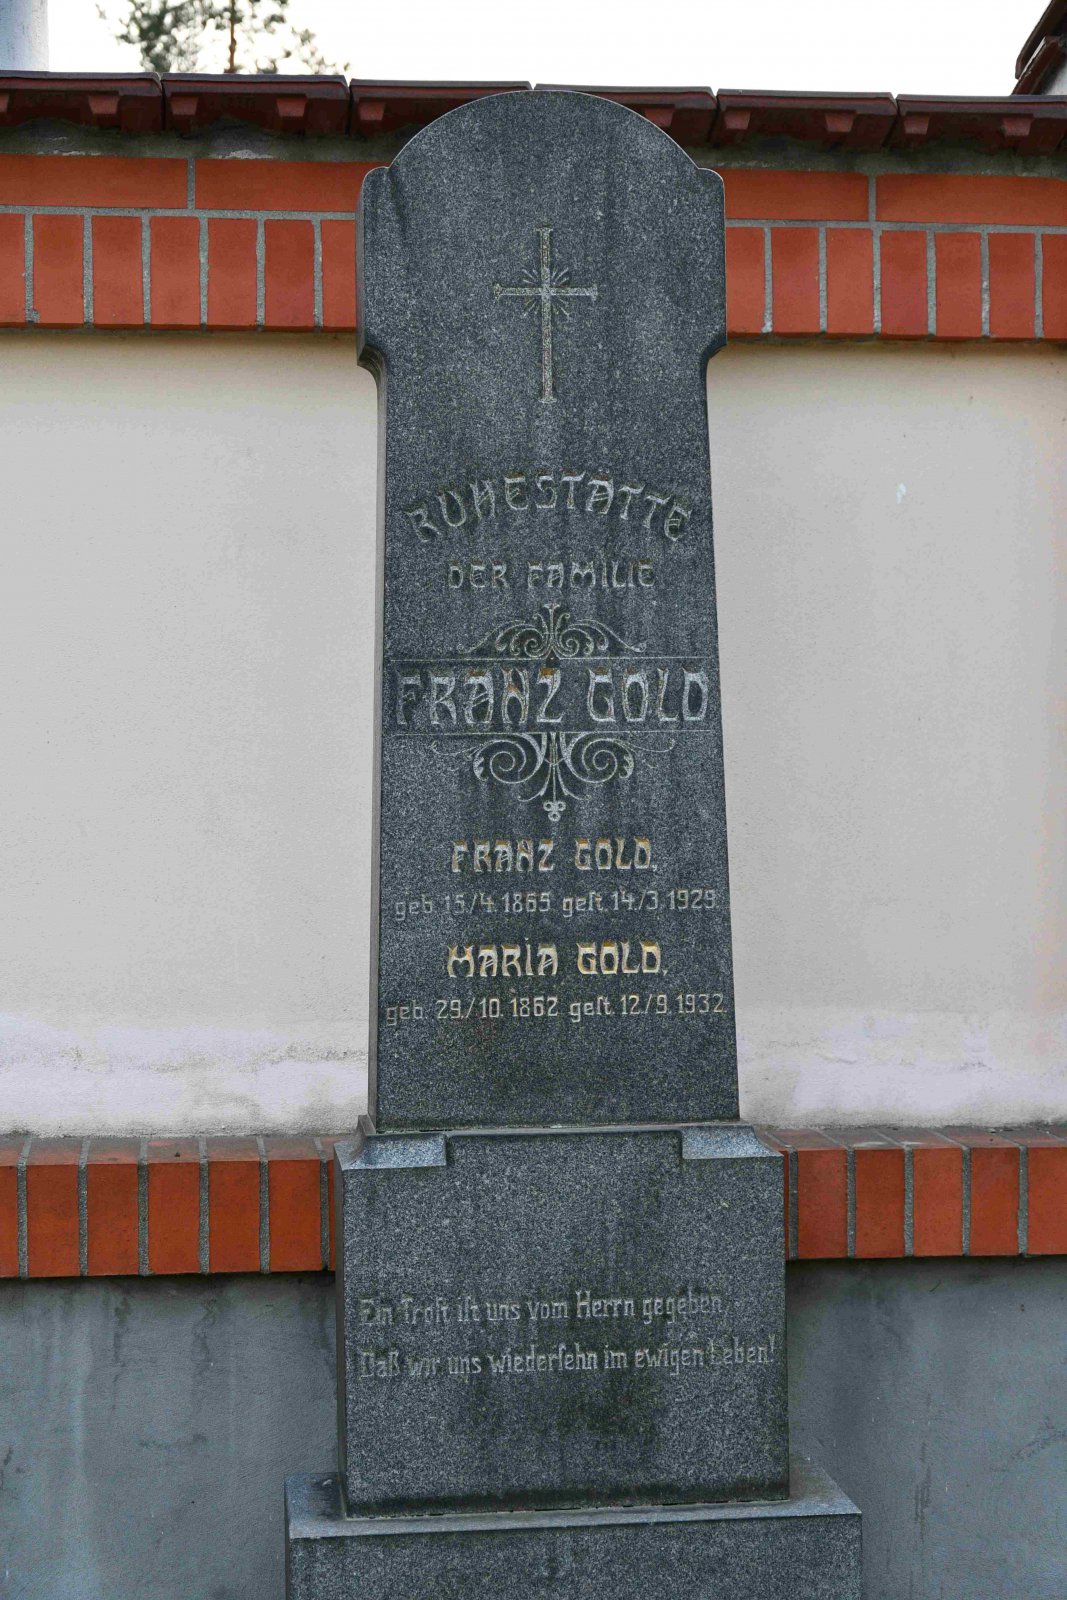 RUHESTÄTTE
DER FAMILIE
FRANZ GOLD
FRANZ GOLD,
geb. 15./4. 1865 geſt. 14./3. 1929.
MARIA GOLD,
geb. 29./10. 1862 geſt. 12./9. 1932.
Ein Troſt iſt uns vom Herrn gegeben,
Daß wir uns wiederſehn im ewigen Leben!